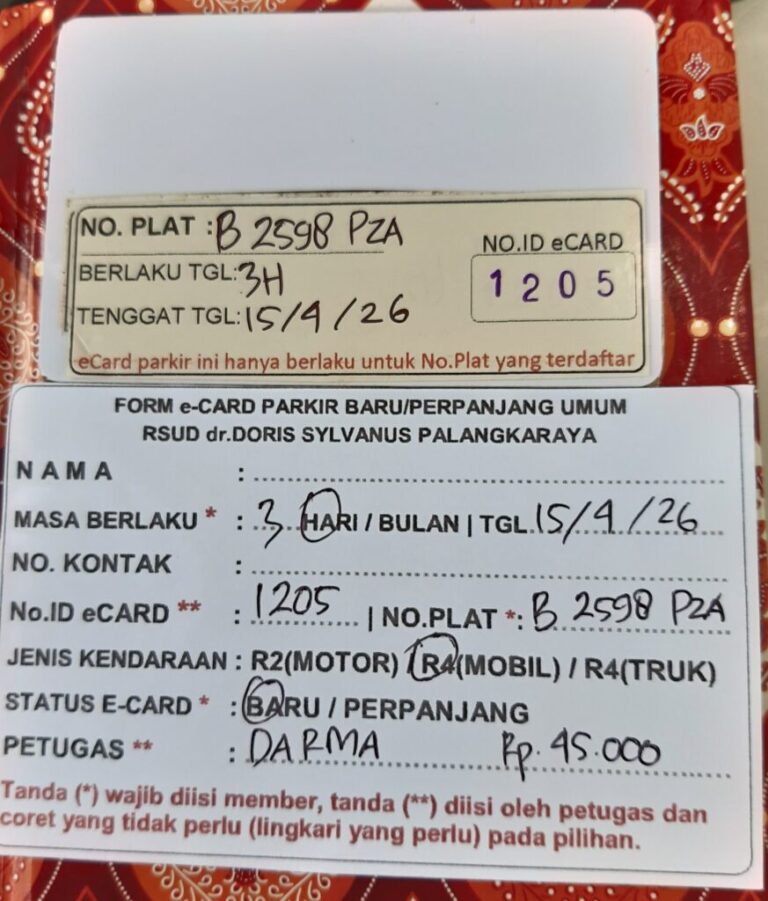 NO. PLAT : B 2598 PZA
NO.ID eCARD
BERLAKU TGL: 3H
1205
TENGGAT TGL: 15/4/26
eCard parkir ini hanya berlaku untuk No.Plat yang terdaftar
FORM e-CARD PARKIR BARU/PERPANJANG UMUM
RSUD dr.DORIS SYLVANUS PALANGKARAYA
N A M A :
MASA BERLAKU * : 3 HARI / BULAN | TGL. 15/4/26
NO. KONTAK :
No.ID eCARD ** : 1205 | NO.PLAT *: B 2598 PZA
JENIS KENDARAAN : R2(MOTOR) / R4(MOBIL) / R4(TRUK)
STATUS E-CARD * : BARU / PERPANJANG
PETUGAS ** : DARMA Rp. 45.000
Tanda (*) wajib diisi member, tanda (**) diisi oleh petugas dan
coret yang tidak perlu (lingkari yang perlu) pada pilihan.